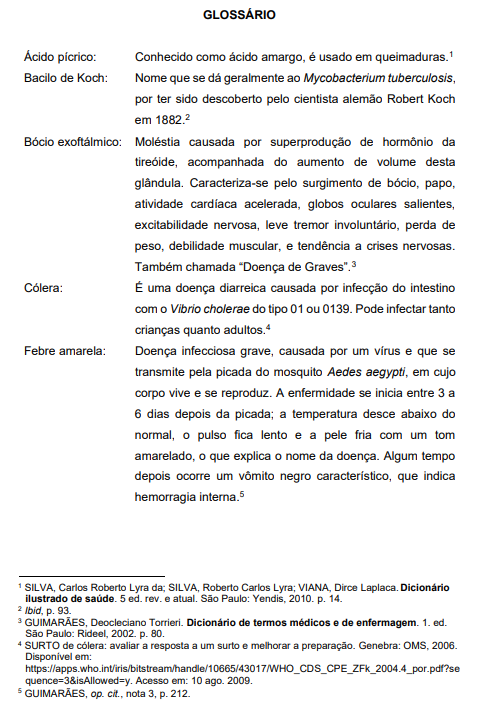 GLOSSÁRIO
Ácido pícrico: Conhecido como ácido amargo, é usado em queimaduras.¹
Bacilo de Koch: Nome que se dá geralmente ao Mycobacterium tuberculosis,
por ter sido descoberto pelo cientista alemão Robert Koch
em 1882.²
Bócio exoftálmico: Moléstia causada por superprodução de hormônio da
tireóide, acompanhada do aumento de volume desta
glândula. Caracteriza-se pelo surgimento de bócio, papo,
atividade cardíaca acelerada, globos oculares salientes,
excitabilidade nervosa, leve tremor involuntário, perda de
peso, debilidade muscular, e tendência a crises nervosas.
Também chamada “Doença de Graves”.³
Cólera: É uma doença diarreica causada por infecção do intestino
com o Vibrio cholerae do tipo 01 ou 0139. Pode infectar tanto
crianças quanto adultos.⁴
Febre amarela: Doença infecciosa grave, causada por um vírus e que se
transmite pela picada do mosquito Aedes aegypti, em cujo
corpo vive e se reproduz. A enfermidade se inicia entre 3 a
6 dias depois da picada; a temperatura desce abaixo do
normal, o pulso fica lento e a pele fria com um tom
amarelado, o que explica o nome da doença. Algum tempo
depois ocorre um vômito negro característico, que indica
hemorragia interna.⁵
¹ SILVA, Carlos Roberto Lyra da; SILVA, Roberto Carlos Lyra; VIANA, Dirce Laplaca. Dicionário
ilustrado de saúde. 5 ed. rev. e atual. São Paulo: Yendis, 2010. p. 14.
² Ibid, p. 93.
³ GUIMARÃES, Deocleciano Torrieri. Dicionário de termos médicos e de enfermagem. 1. ed.
São Paulo: Rideel, 2002. p. 80.
⁴ SURTO de cólera: avaliar a resposta a um surto e melhorar a preparação. Genebra: OMS, 2006.
Disponível em:
https://apps.who.int/iris/bitstream/handle/10665/43017/WHO_CDS_CPE_ZFk_2004.4_por.pdf?se
quence=3&isAllowed=y. Acesso em: 10 ago. 2009.
⁵ GUIMARÃES, op. cit., nota 3, p. 212.